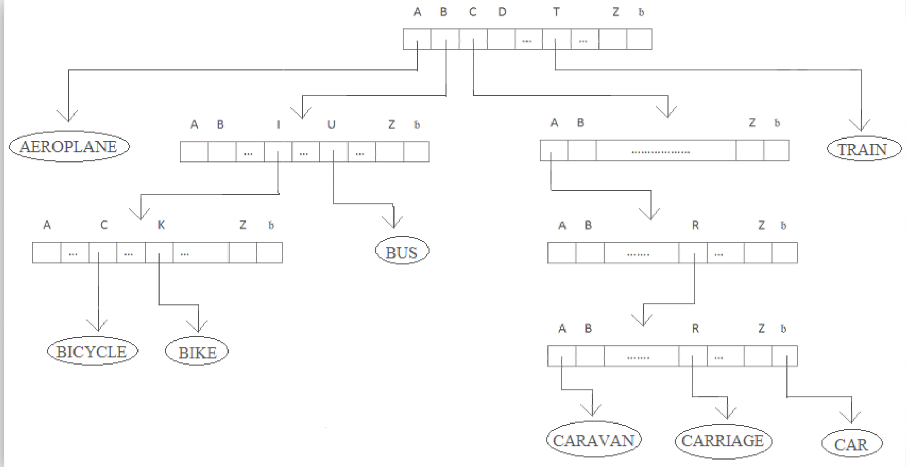 A B C D T Z b
... ...
A B I U Z b
AEROPLANE ... ... ...
A B Z b
.................. TRAIN
A C K Z b
... ... ...
BUS
A B R Z b
....... ...
BICYCLE BIKE
A B R Z b
....... ...
CARAVAN CARRIAGE CAR